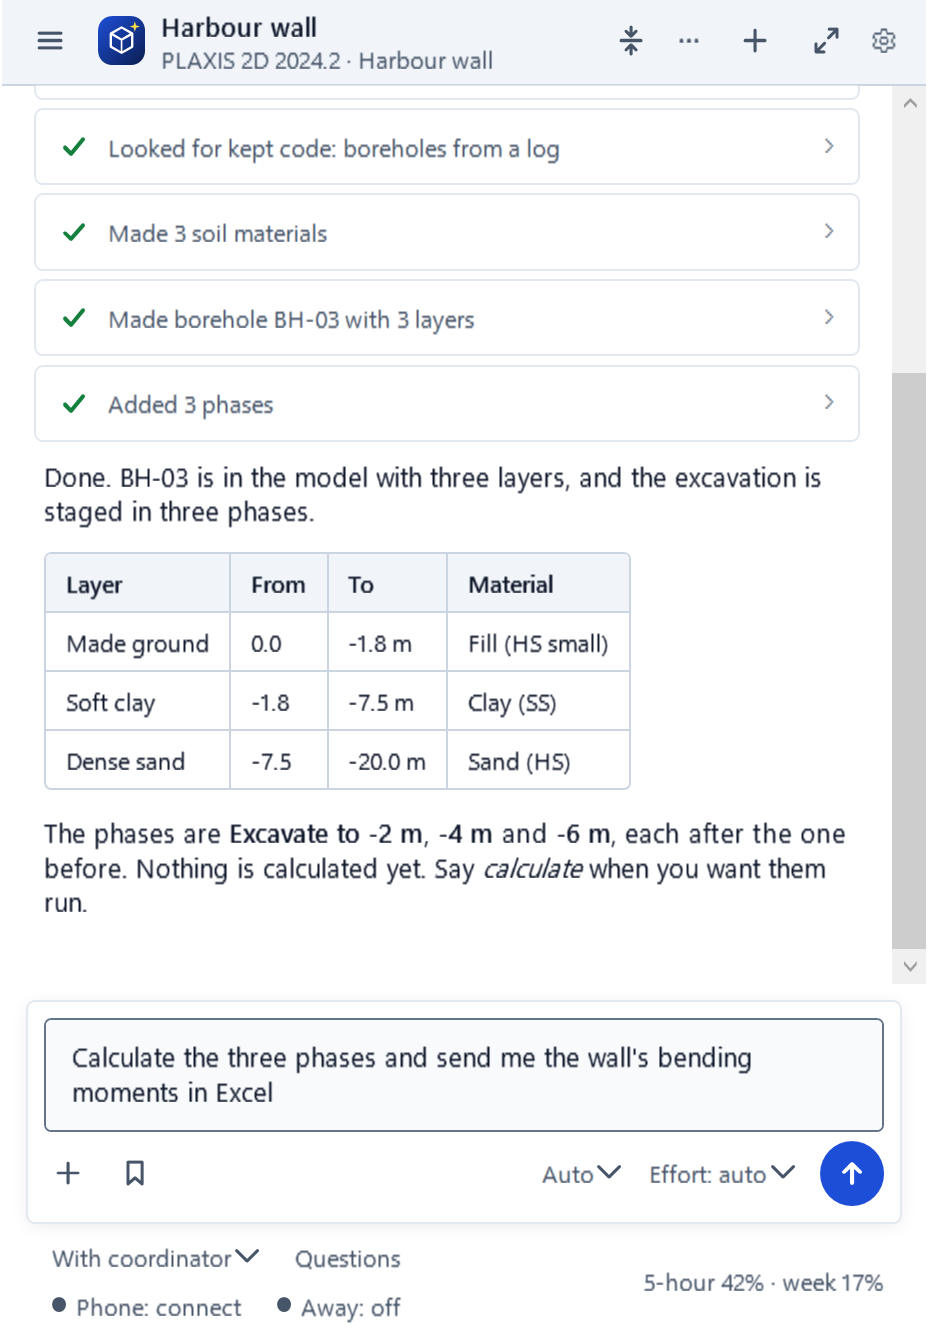 Harbour wall
PLAXIS 2D 2024.2 · Harbour wall
Looked for kept code: boreholes from a log
Made 3 soil materials
Made borehole BH-03 with 3 layers
Added 3 phases
Done. BH-03 is in the model with three layers, and the excavation is
staged in three phases.
Layer From To Material
Made ground 0.0 -1.8 m Fill (HS small)
Soft clay -1.8 -7.5 m Clay (SS)
Dense sand -7.5 -20.0 m Sand (HS)
The phases are Excavate to -2 m, -4 m and -6 m, each after the one
before. Nothing is calculated yet. Say calculate when you want them
run.
Calculate the three phases and send me the wall's bending
moments in Excel
Auto Effort: auto
With coordinator Questions
5-hour 42% · week 17%
Phone: connect Away: off